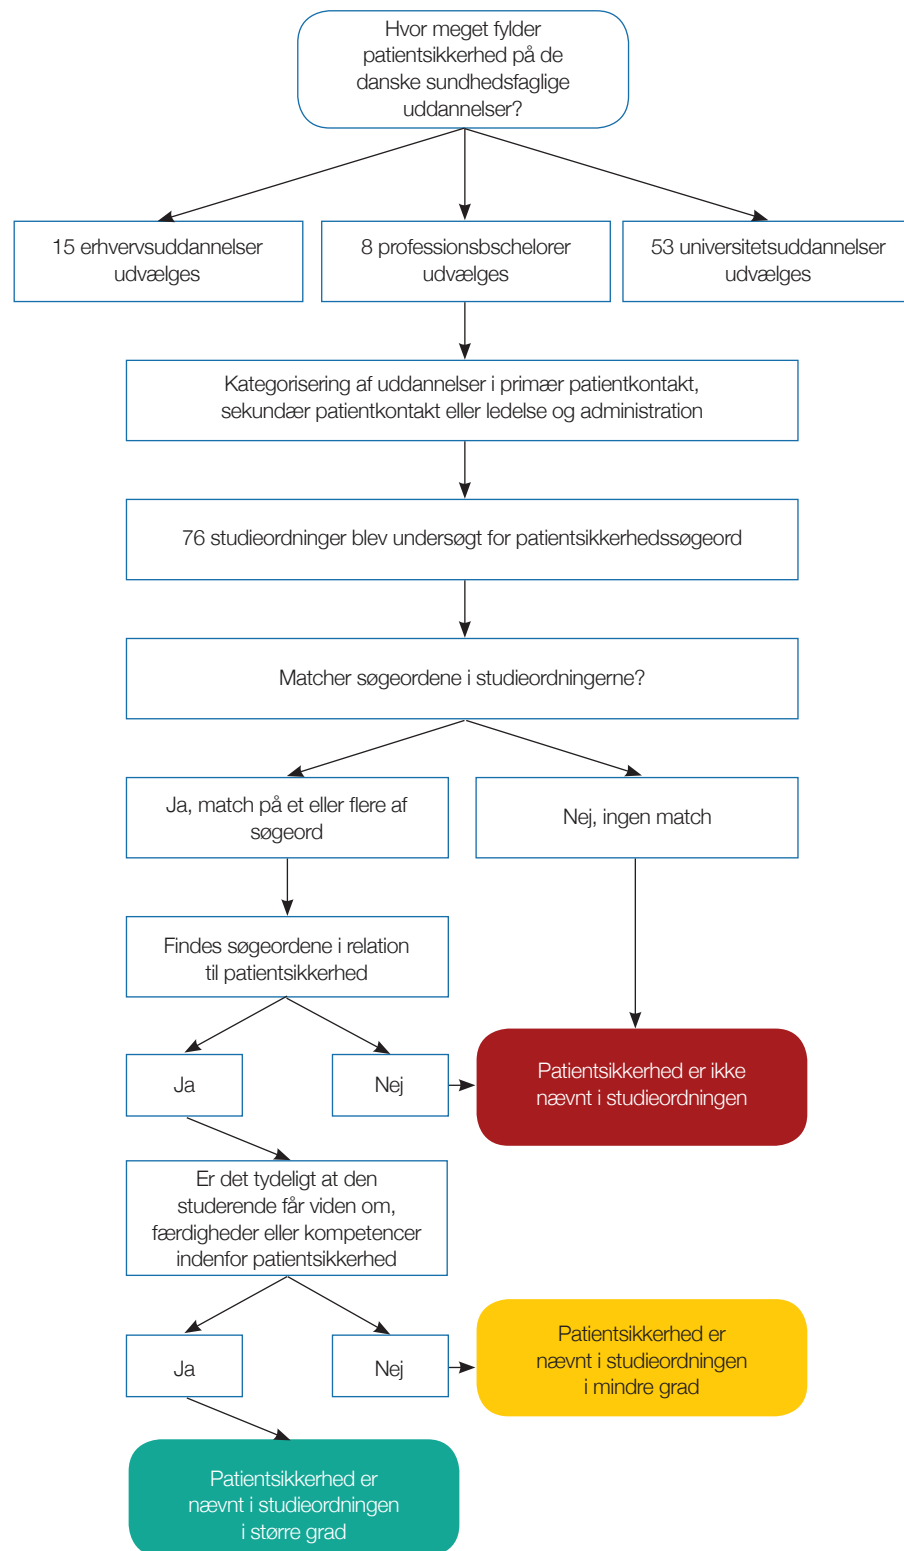 Hvor meget fylder
patientsikkerhed på de
danske sundhedsfaglige
uddannelser?
15 erhvervsuddannelser
udvælges
8 professionsbschelorer
udvælges
53 universitetsuddannelser
udvælges
Kategorisering af uddannelser i primær patientkontakt,
sekundær patientkontakt eller ledelse og administration
76 studieordninger blev undersøgt for patientsikkerhedssøgeord
Matcher søgeordene i studieordningerne?
Ja, match på et eller flere af
søgeord
Nej, ingen match
Findes søgeordene i relation
til patientsikkerhed
Ja
Nej
Patientsikkerhed er ikke
nævnt i studieordningen
Er det tydeligt at den
studerende får viden om,
færdigheder eller kompetencer
indenfor patientsikkerhed
Ja
Nej
Patientsikkerhed er
nævnt i studieordningen
i mindre grad
Patientsikkerhed er
nævnt i studieordningen
i større grad